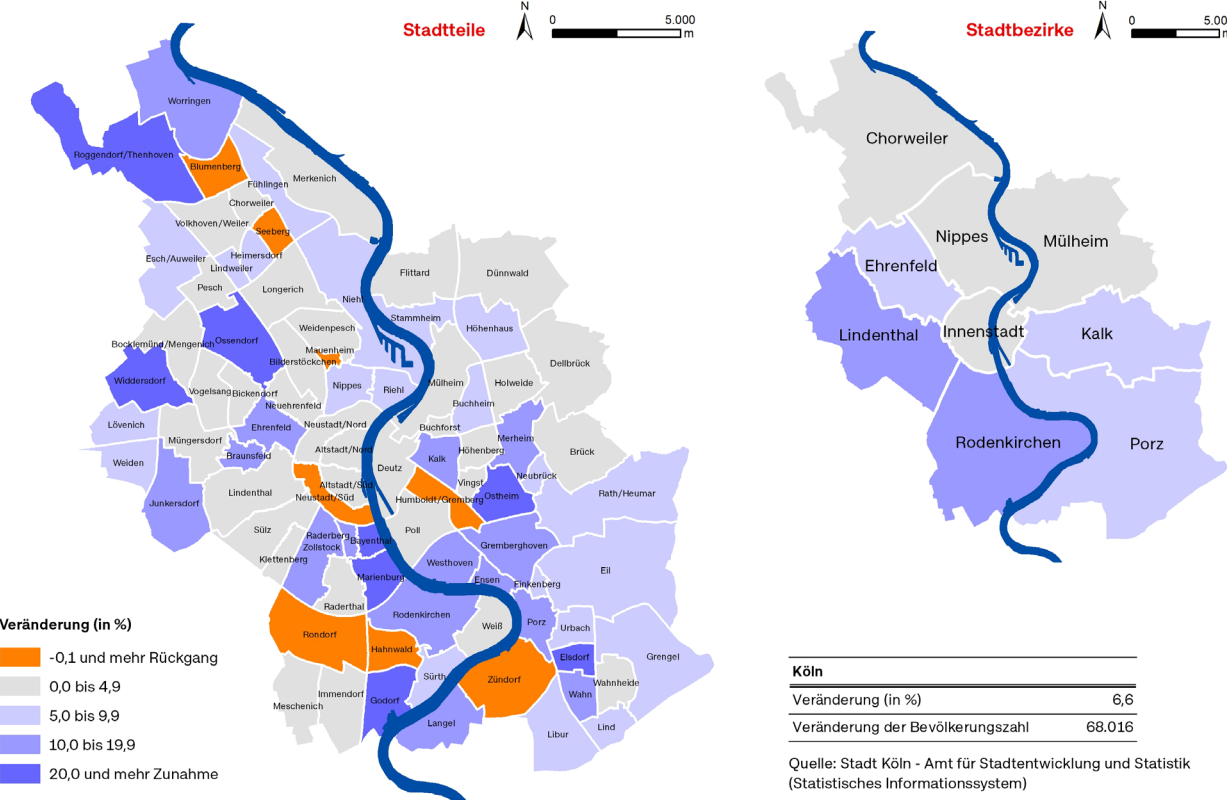 Stadtteile
N
0 5.000
m
Stadtbezirke
N
0 5.00
m
Worringen
Roggendorf/Thenhoven
Blumenberg
Fühlingen
Merkenich
Chorweiler
Volkhoven/Weiler
Seeberg
Esch/Auweiler
Heimersdorf
Lindweiler
Pesch
Longerich
Niehl
Flittard
Dünnwald
Stammheim
Höhenhaus
Weidenpesch
Bocklemünd/Mengenich
Ossendorf
Mauenheim
Bilderstöckchen
Dellbrück
Widdersdorf
Vogelsang
Bickendorf
Nippes
Riehl
Mülheim
Holweide
Neuehrenfeld
Buchheim
Lövenich
Ehrenfeld
Neustadt/Nord
Buchforst
Müngersdorf
Merheim
Altstadt/Nord
Höhenberg
Brück
Braunsfeld
Weiden
Kalk
Deutz
Neubrück
Altstadt/Süd
Vingst
Lindenthal
Neustadt/Süd
Humboldt/Gremberg
Ostheim
Rath/Heumar
Junkersdorf
Sülz
Poll
Raderberg
Bayenthal
Zollstock
Gremberghoven
Klettenberg
Westhoven
Eil
Marienburg
Ensen
Finkenberg
Raderthal
Rodenkirchen
Porz
Weiß
Urbach
Rondorf
Hahnwald
Elsdorf
Grengel
Sürth
Zündorf
Wahnheide
Immendorf
Godorf
Wahn
Meschenich
Langel
Lind
Libur
Chorweiler
Nippes
Mülheim
Ehrenfeld
Lindenthal
Innenstadt
Kalk
Rodenkirchen
Porz
Veränderung (in %)
-0,1 und mehr Rückgang
0,0 bis 4,9
5,0 bis 9,9
10,0 bis 19,9
20,0 und mehr Zunahme
Köln
Veränderung (in %) 6,6
Veränderung der Bevölkerungszahl 68.016
Quelle: Stadt Köln - Amt für Stadtentwicklung und Statistik
(Statistisches Informationssystem)